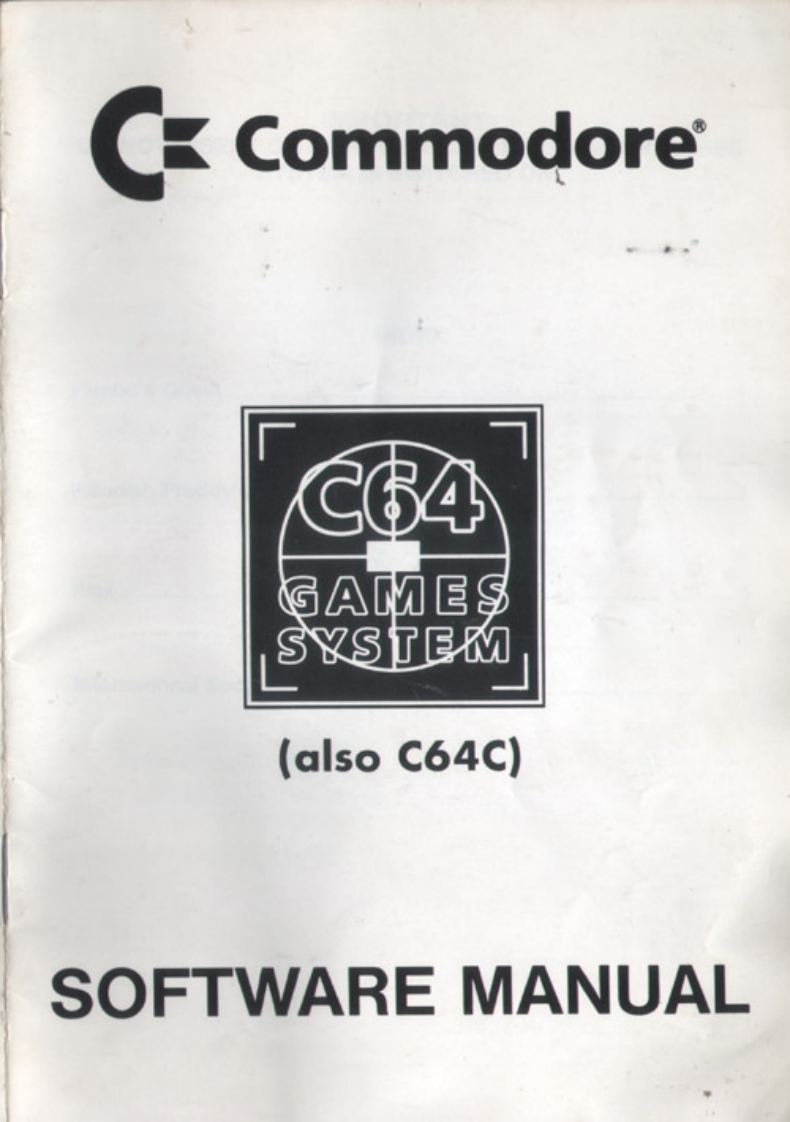 Commodore®
C64
GAMES
SYSTEM
(also C64C)
SOFTWARE MANUAL